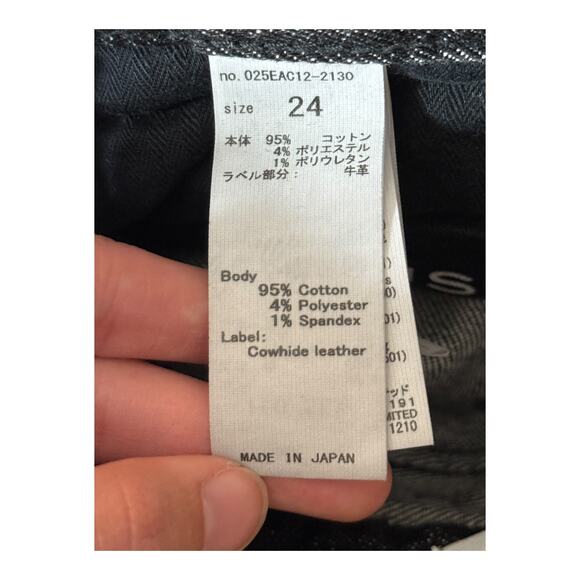 no. 025EAC12-2130
size 24
本体 95% コットン
4% ポリエステル
1% ポリウレタン
ラベル部分: 牛革
Body
95% Cotton
4% Polyester
1% Spandex
Label:
Cowhide leather
MADE IN JAPAN
191
1210